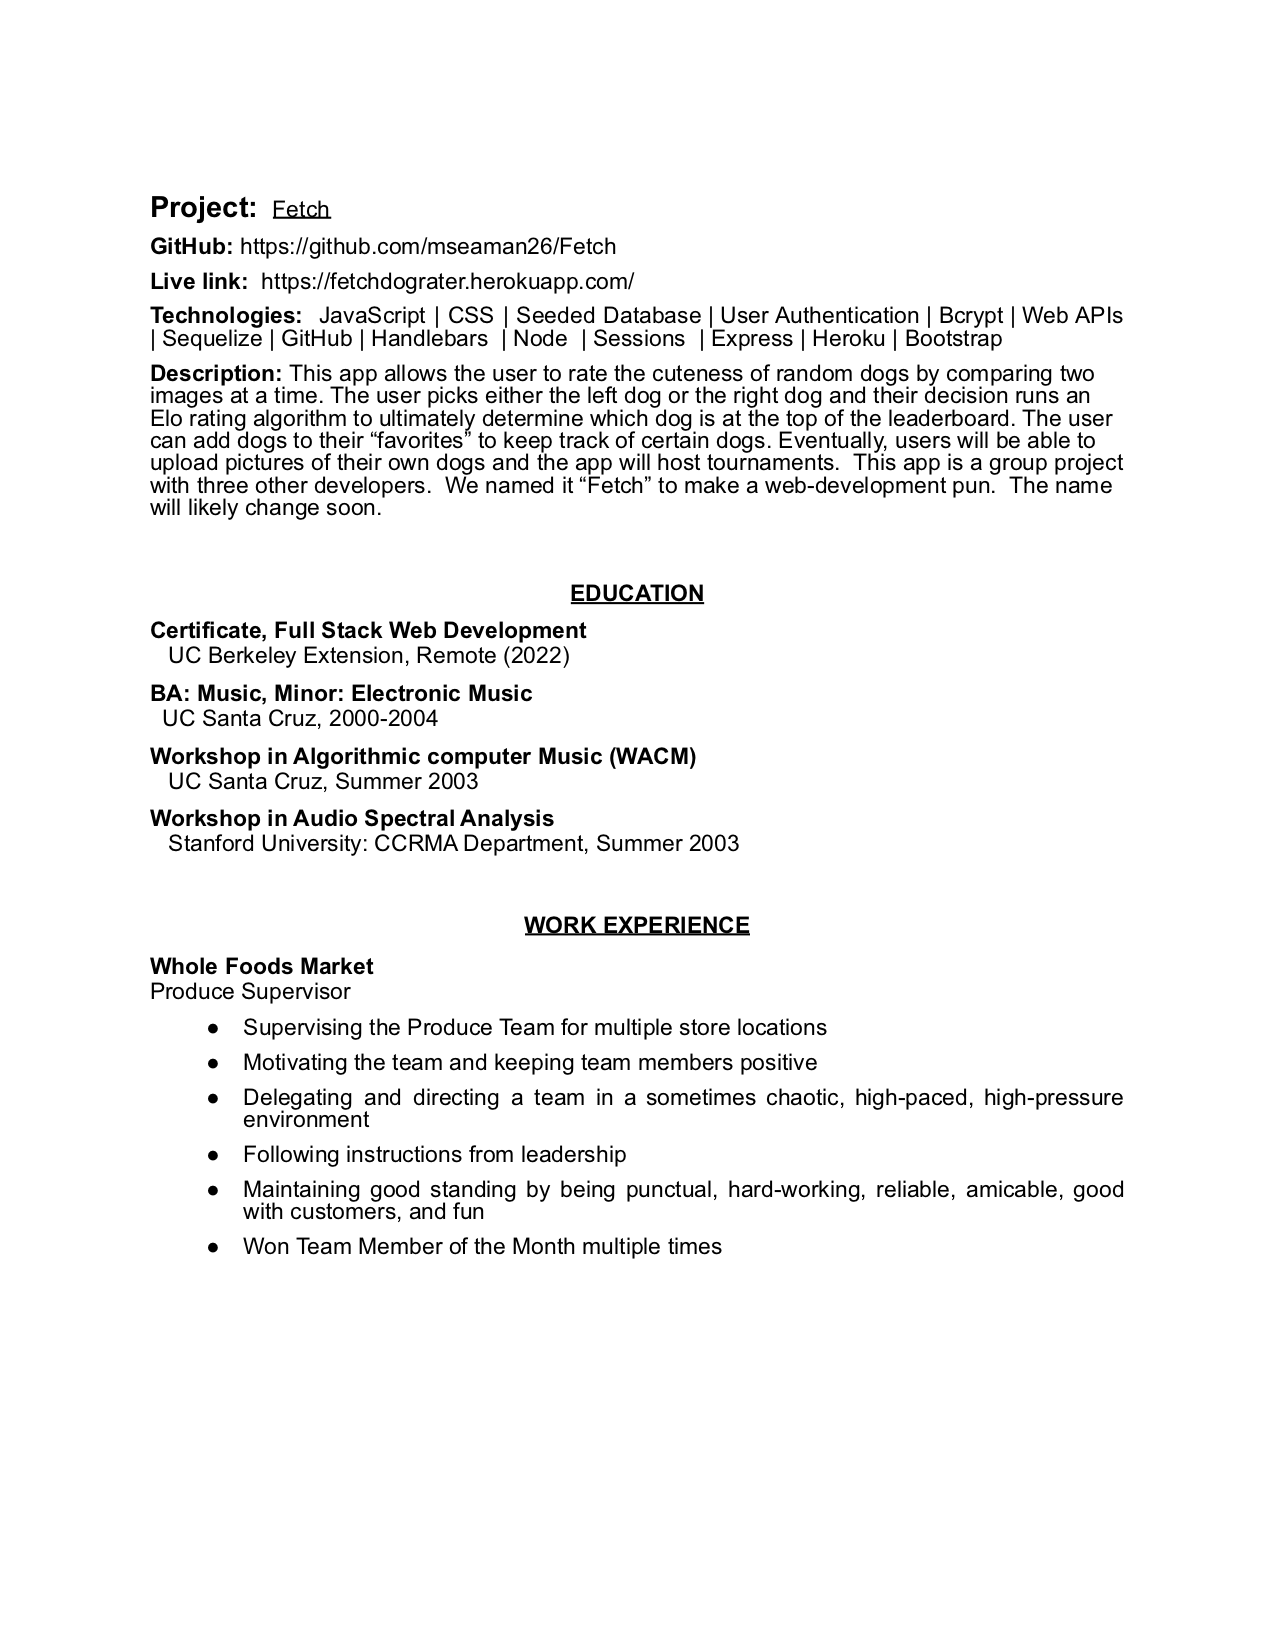 Project: Fetch
GitHub: https://github.com/mseaman26/Fetch
Live link: https://fetchdograter.herokuapp.com/
Technologies: JavaScript | CSS | Seeded Database | User Authentication | Bcrypt | Web APIs
| Sequelize | GitHub | Handlebars | Node | Sessions | Express | Heroku | Bootstrap
Description: This app allows the user to rate the cuteness of random dogs by comparing two
images at a time. The user picks either the left dog or the right dog and their decision runs an
Elo rating algorithm to ultimately determine which dog is at the top of the leaderboard. The user
can add dogs to their “favorites” to keep track of certain dogs. Eventually, users will be able to
upload pictures of their own dogs and the app will host tournaments. This app is a group project
with three other developers. We named it “Fetch” to make a web-development pun. The name
will likely change soon.
EDUCATION
Certificate, Full Stack Web Development
UC Berkeley Extension, Remote (2022)
BA: Music, Minor: Electronic Music
UC Santa Cruz, 2000-2004
Workshop in Algorithmic computer Music (WACM)
UC Santa Cruz, Summer 2003
Workshop in Audio Spectral Analysis
Stanford University: CCRMA Department, Summer 2003
WORK EXPERIENCE
Whole Foods Market
Produce Supervisor
● Supervising the Produce Team for multiple store locations
● Motivating the team and keeping team members positive
● Delegating and directing a team in a sometimes chaotic, high-paced, high-pressure
environment
● Following instructions from leadership
● Maintaining good standing by being punctual, hard-working, reliable, amicable, good
with customers, and fun
● Won Team Member of the Month multiple times